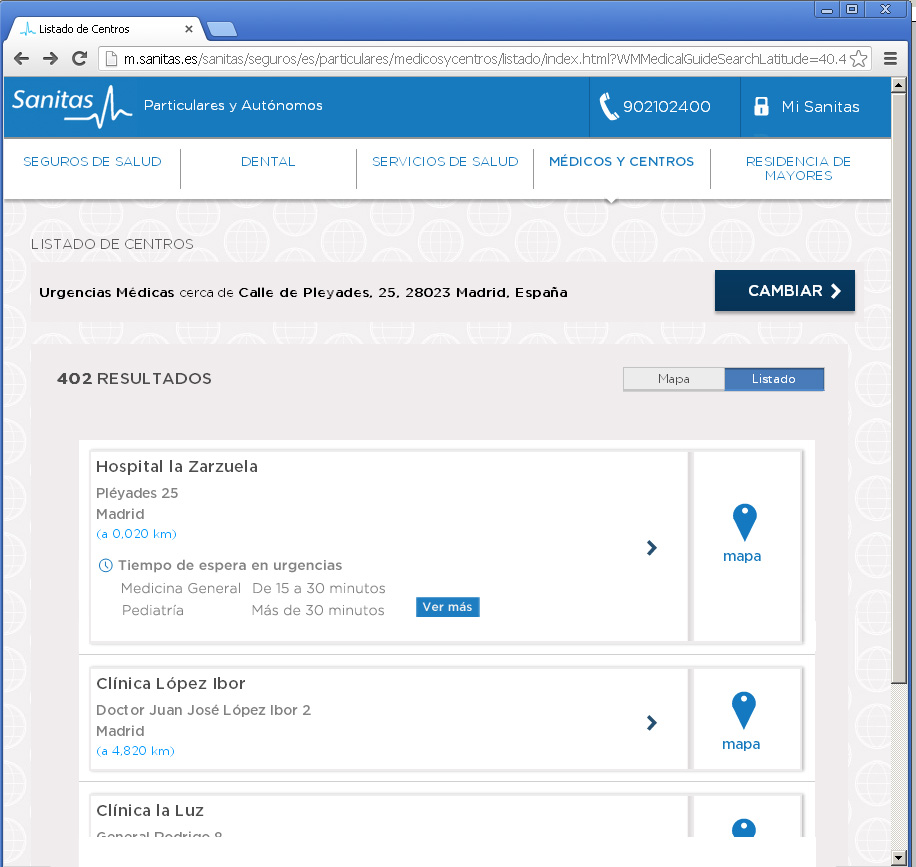 Listado de Centros
m.sanitas.es/sanitas/seguros/es/particulares/medicosycentros/listado/index.html?WMMedicalGuideSearchLatitude=40.4
Sanitas Particulares y Autónomos 902102400 Mi Sanitas
SEGUROS DE SALUD DENTAL SERVICIOS DE SALUD MÉDICOS Y CENTROS RESIDENCIA DE
MAYORES
LISTADO DE CENTROS
Urgencias Médicas cerca de Calle de Pleyades, 25, 28023 Madrid, España CAMBIAR
402 RESULTADOS Mapa Listado
Hospital la Zarzuela
Pléyades 25
Madrid
(a 0,020 km)
mapa
Tiempo de espera en urgencias
Medicina General De 15 a 30 minutos
Pediatría Más de 30 minutos Ver más
Clínica López Ibor
Doctor Juan José López Ibor 2
Madrid
mapa
(a 4,820 km)
Clínica la Luz
General Rodrigo 8